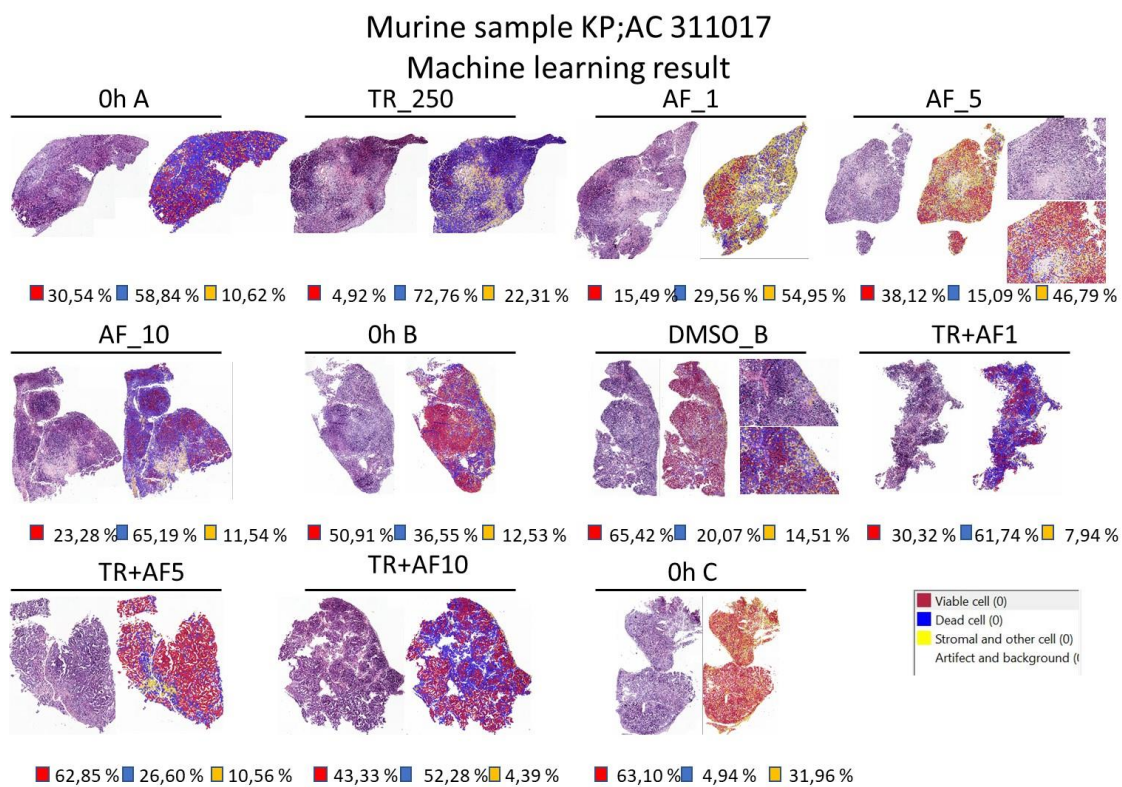 Murine sample KP;AC 311017
Machine learning result
0h A TR_250 AF_1 AF_5
30,54 % 58,84 % 10,62 % 4,92 % 72,76 % 22,31 % 15,49% 29,56 % 54,95 % 38,12 % 15,09 % 46,79 %
AF_10 0h B DMSO_B TR+AF1
23,28 % 65,19 % 11,54 % 50,91 % 36,55 % 12,53 % 65,42 % 20,07 % 14,51 % 30,32 % 61,74 % 7,94 %
TR+AF5 TR+AF10 0h C
Viable cell (0)
Dead cell (0)
Stromal and other cell (0)
Artifect and background (
62,85 % 26,60 % 10,56 % 43,33 % 52,28 % 4,39 % 63,10 % 4,94 % 31,96 %